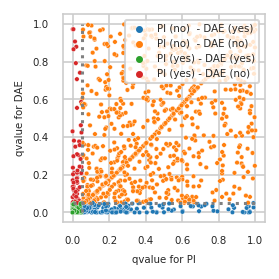 1.0
0.8
0.6
0.4
0.2
0.0
qvalue for DAE
PI (no)  - DAE (yes)
PI (no)  - DAE (no)
PI (yes) - DAE (yes)
PI (yes) - DAE (no)
0.0 0.2 0.4 0.6 0.8 1.0
qvalue for PI